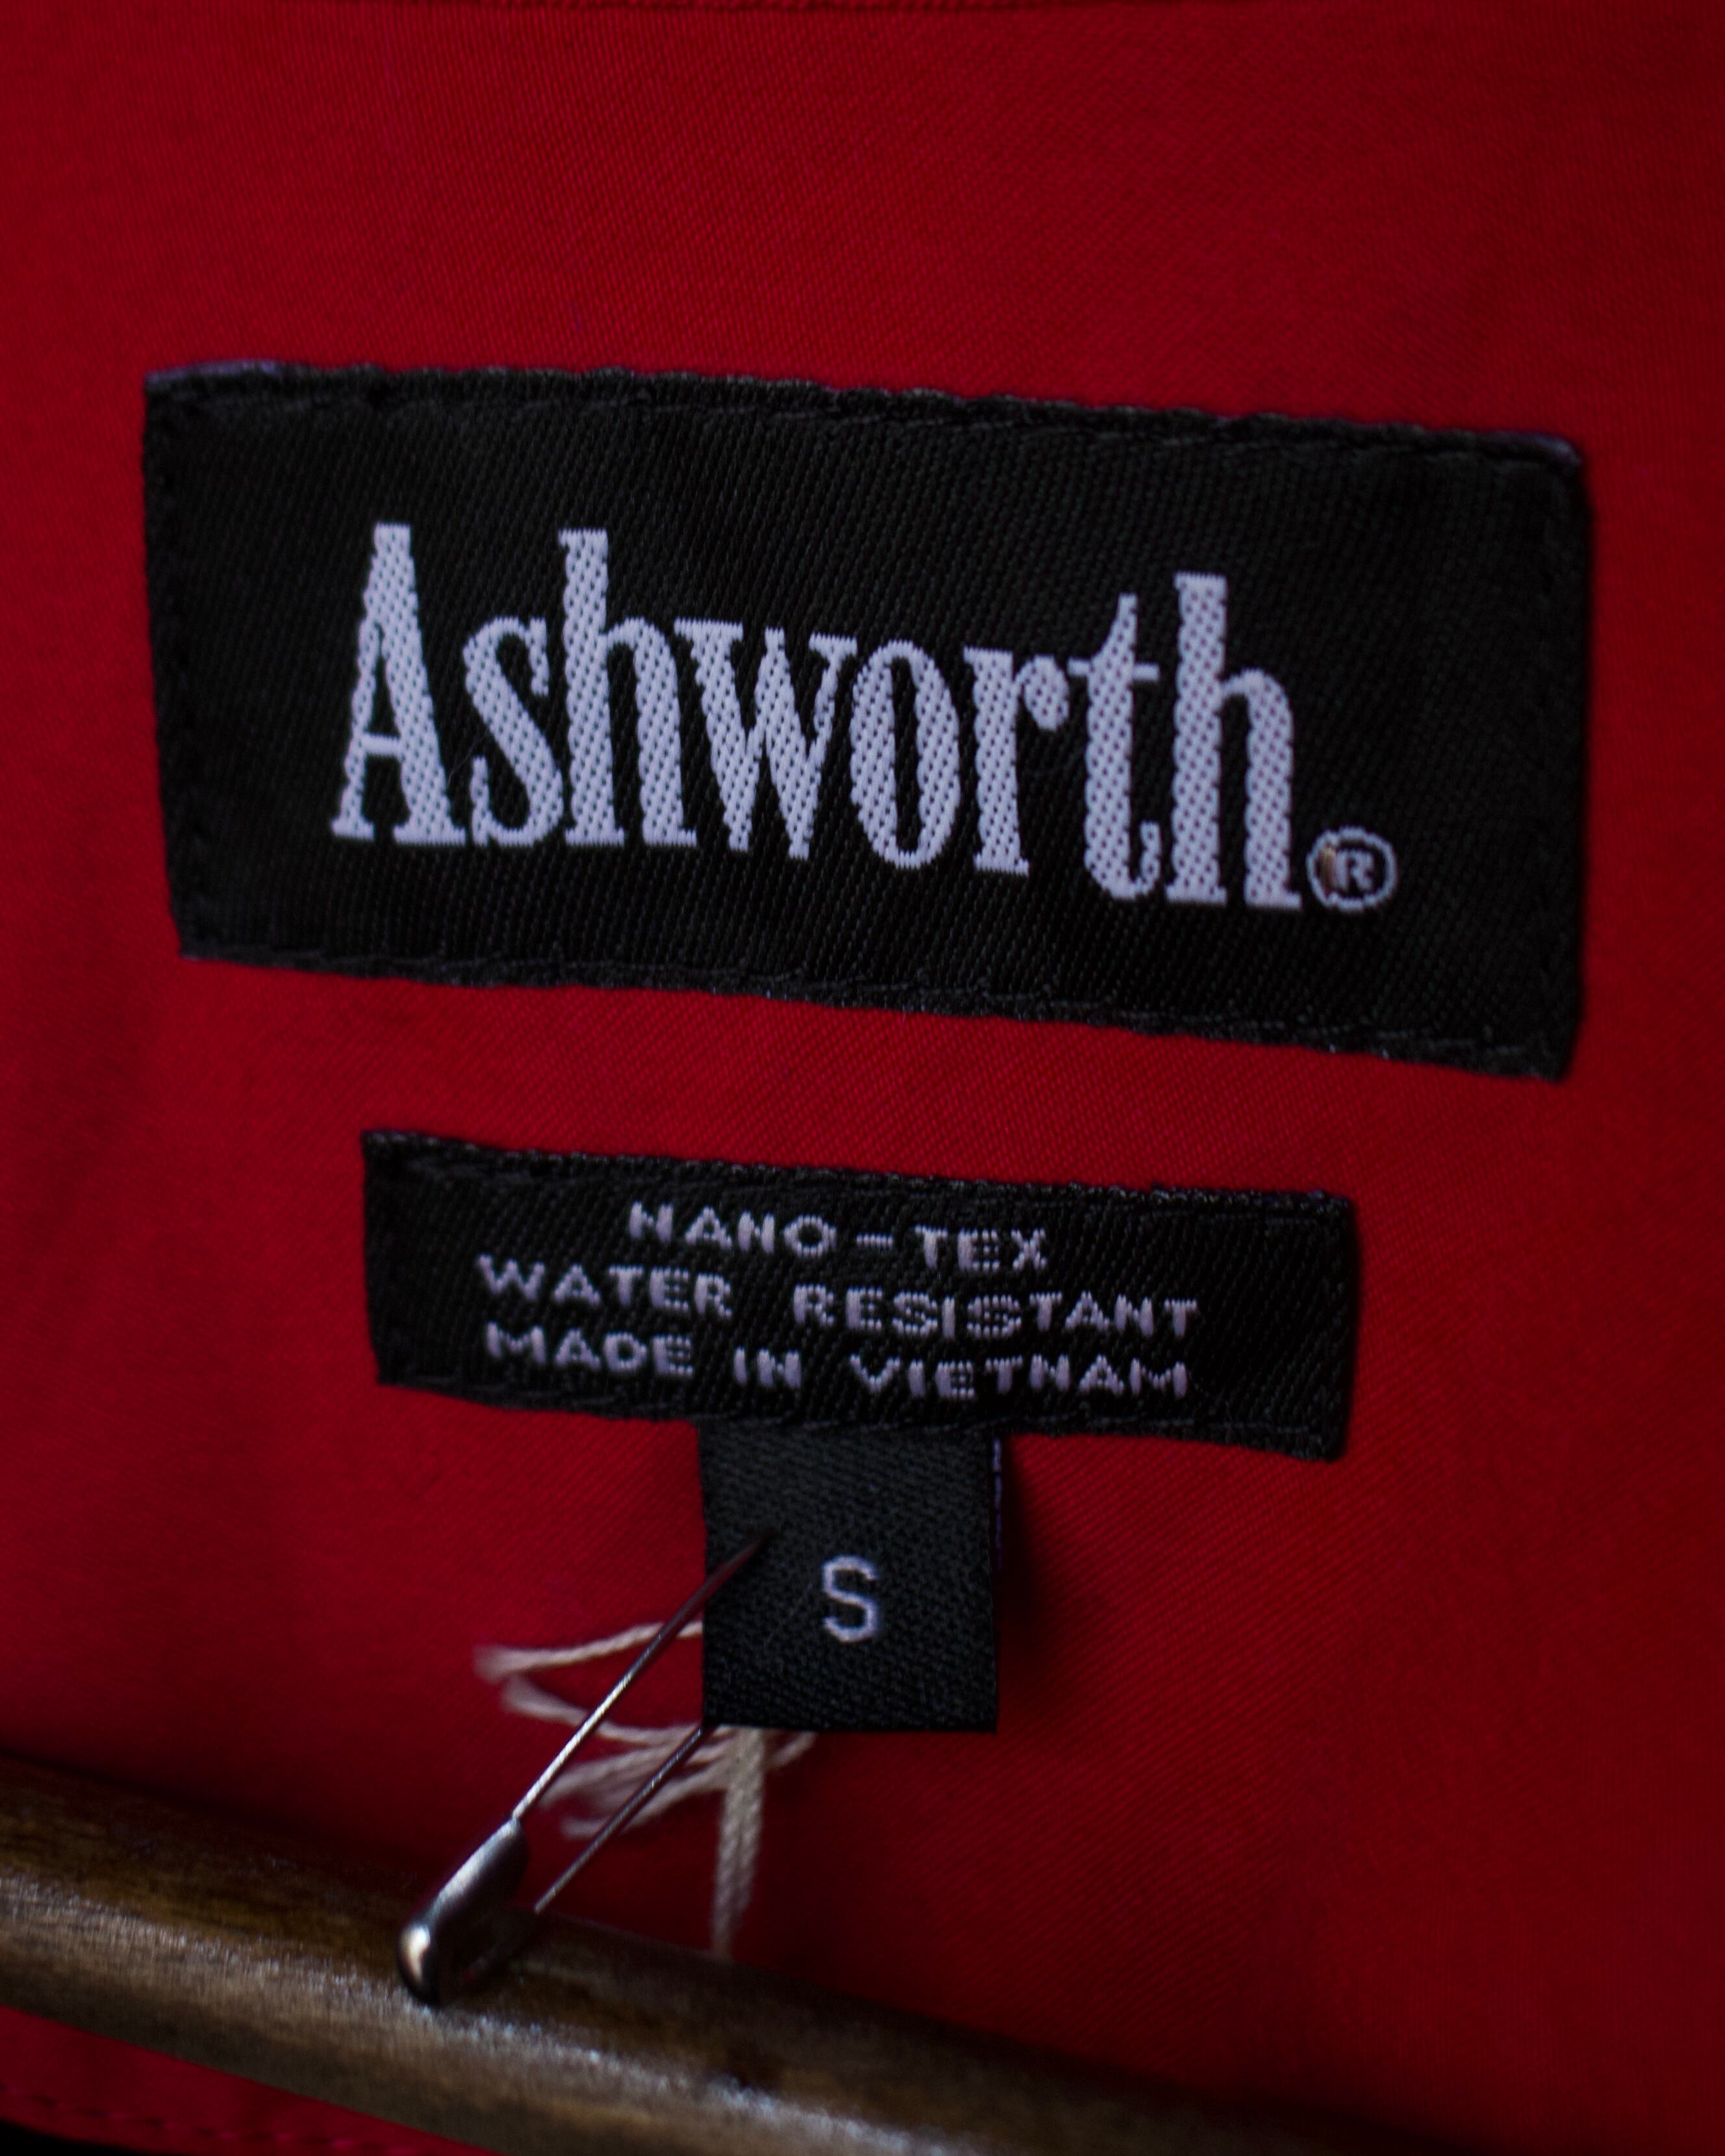 Ashworth®
NANO-TEX
WATER RESISTANT
MADE IN VIETNAM
S